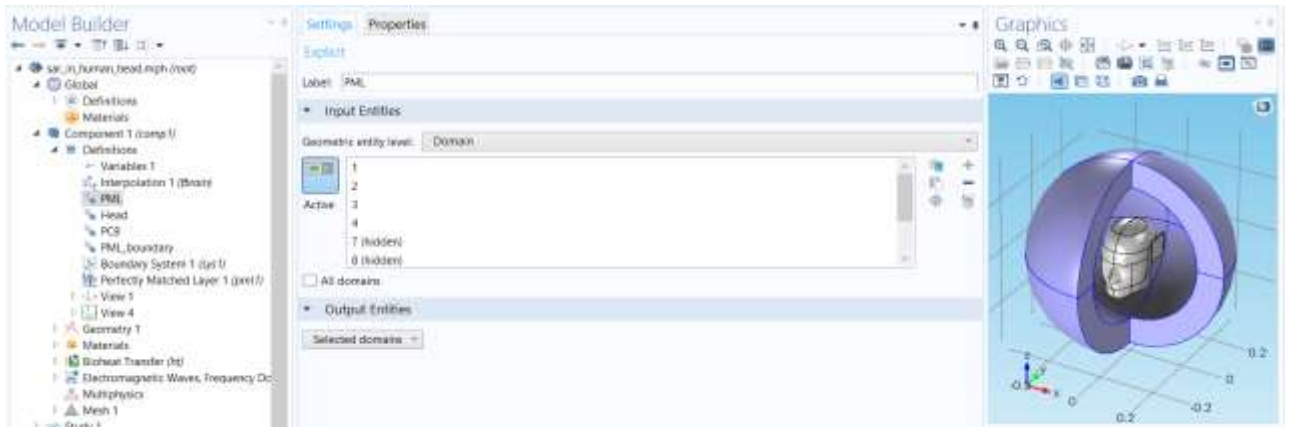 Model Builder
sar_in_human_head.mph (root)
Global
Definitions
Materials
Component 1 (comp1)
Definitions
Variables 1
Interpolation 1 (Brain)
PML
Head
PCB
PML_boundary
Boundary System 1 (sys1)
Perfectly Matched Layer 1 (pml1)
View 1
View 4
Geometry 1
Materials
Bioheat Transfer (ht)
Electromagnetic Waves, Frequency Do
Multiphysics
Mesh 1
Study 1
Settings Properties
Explicit
Label: PML
Input Entities
Geometric entity level: Domain
Active
1
2
3
4
7 (hidden)
8 (hidden)
All domains
Output Entities
Selected domains
Graphics
0.2
0
-0.2
0.2
0
z
y
x